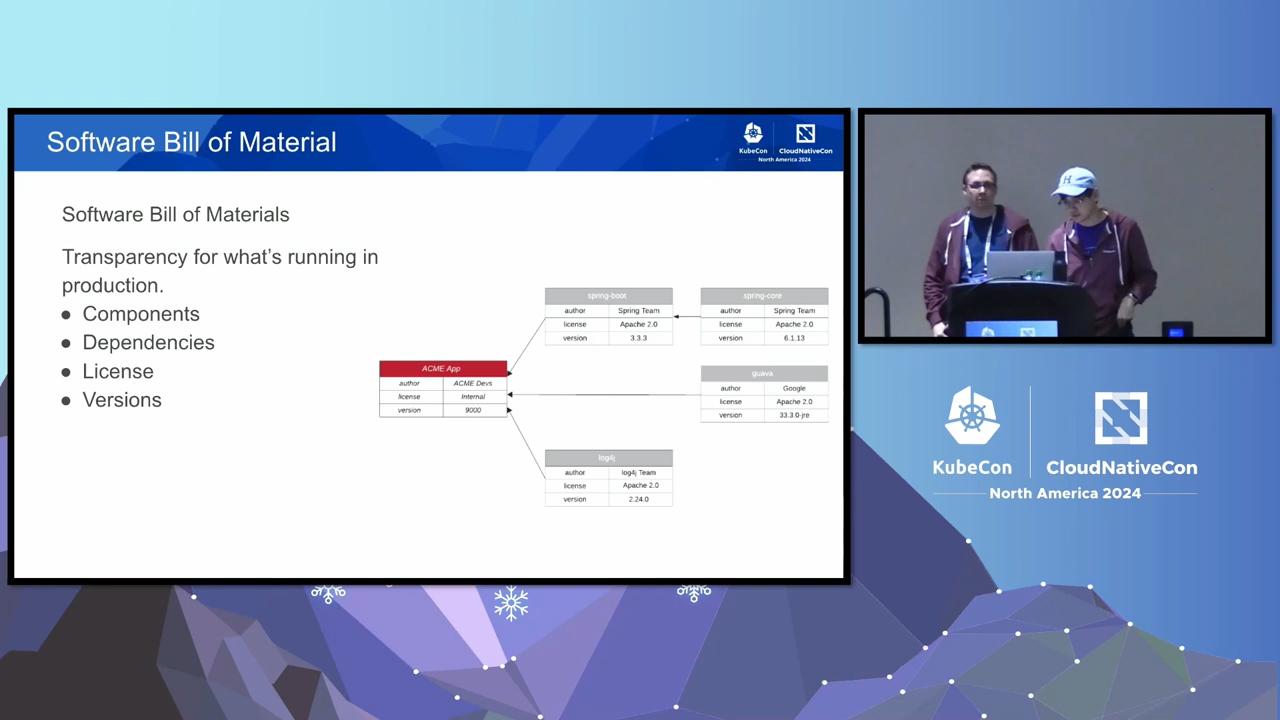 Software Bill of Material
KubeCon
CloudNativeCon
North America 2024
Software Bill of Materials
Transparency for what's running in
production.
● Components
● Dependencies
● License
● Versions
spring-boot
author Spring Team
license Apache 2.0
version 3.3.3
spring-core
author Spring Team
license Apache 2.0
version 6.1.13
ACME App
author ACME Devs
license Internal
version 9000
guava
author Google
license Apache 2.0
version 33.3.0-jre
log4j
author log4j Team
license Apache 2.0
version 2.24.0
H
KubeCon
CloudNativeCon
North America 2024